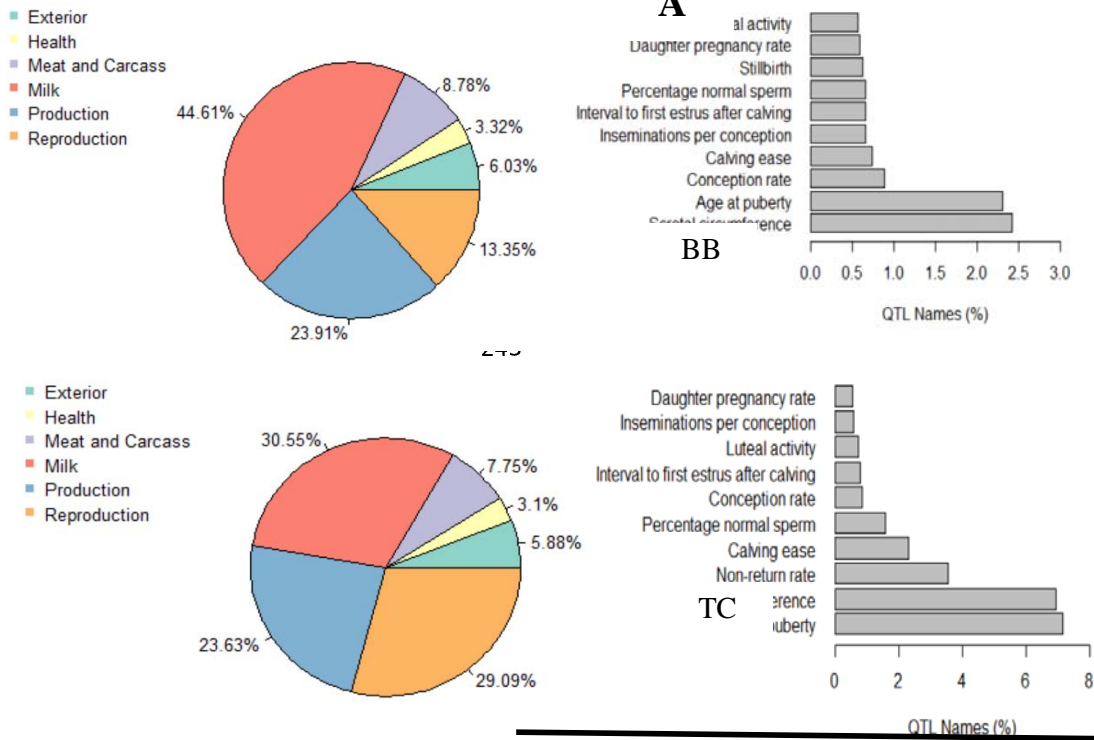 A
Exterior
Health
Meat and Carcass
Milk
Production
Reproduction
44.61%
8.78%
3.32%
6.03%
13.35%
23.91%
al activity
Daughter pregnancy rate
Stillbirth
Percentage normal sperm
Interval to first estrus after calving
Inseminations per conception
Calving ease
Conception rate
Age at puberty
ence
BB
0.0 0.5 1.0 1.5 2.0 2.5 3.0
QTL Names (%)
Exterior
Health
Meat and Carcass
Milk
Production
Reproduction
30.55%
7.75%
3.1%
5.88%
23.63%
29.09%
Daughter pregnancy rate
Inseminations per conception
Luteal activity
Interval to first estrus after calving
Conception rate
Percentage normal sperm
Calving ease
Non-return rate
erence
uberty
TC
0 2 4 6 8
QTL Names (%)